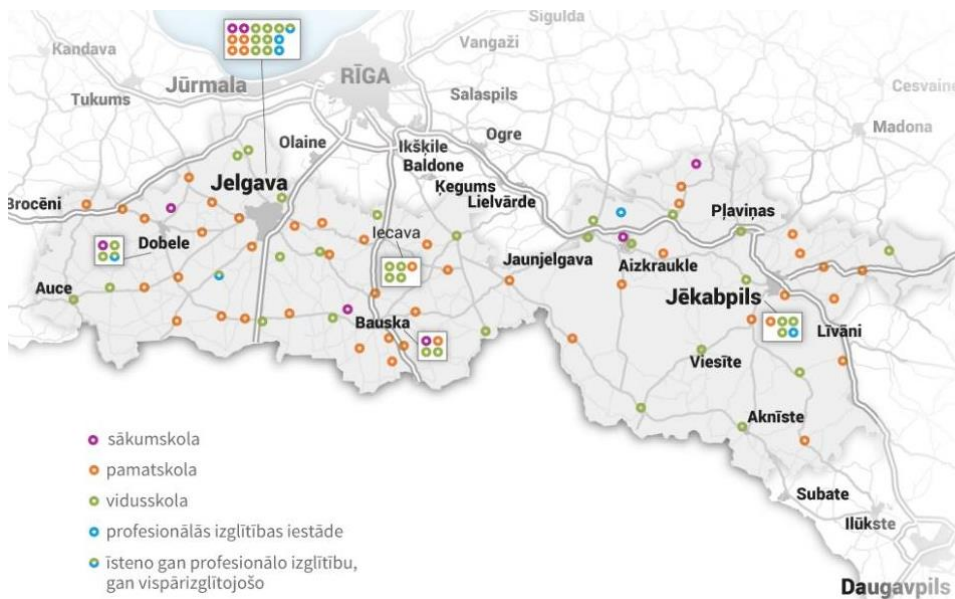 Sigulda
Kandava
Vangaži
Cesvaine
RĪGA
Jūrmala
Tukums
Salaspils
Madona
Ogre
Olaine
Ikšķile
Baldone
Jelgava
Ķegums
Brocēni
Lielvārde
Pļaviņas
Dobele
Iecava
Jaunjelgava
Aizkraukle
Auce
Jēkabpils
Bauska
Līvāni
Viesīte
Aknīste
sākumskola
pamatskola
vidusskola
Subate
profesionālās izglītības iestāde
Ilūkste
īsteno gan profesionālo izglītību,
gan vispārizglītojošo
Daugavpils